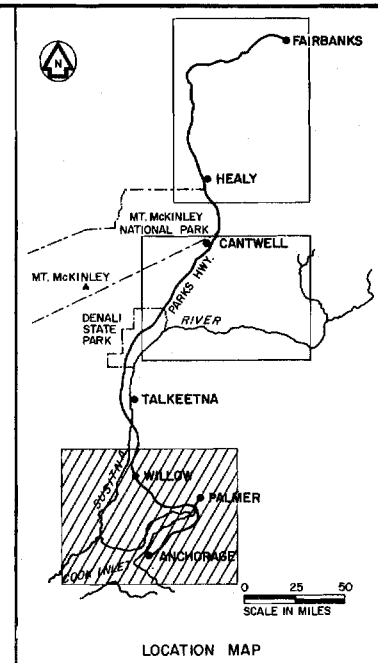 N
FAIRBANKS
HEALY
MT. McKINLEY
NATIONAL PARK
CANTWELL
MT. McKINLEY
PARKS HWY.
DENALI
STATE
PARK
RIVER
TALKEETNA
SUSITNA
WILLOW
PALMER
ANCHORAGE
COOK INLET
0 25 50
SCALE IN MILES
LOCATION MAP